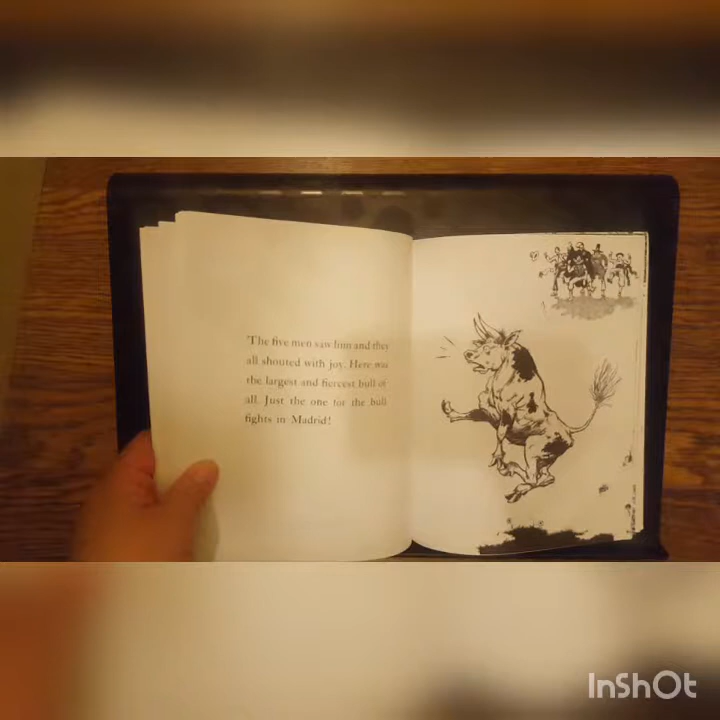 The five men saw him and they
all shouted with joy. Here was
the largest and fiercest bull of
all. Just the one for the bull
fights in Madrid!
InShOt